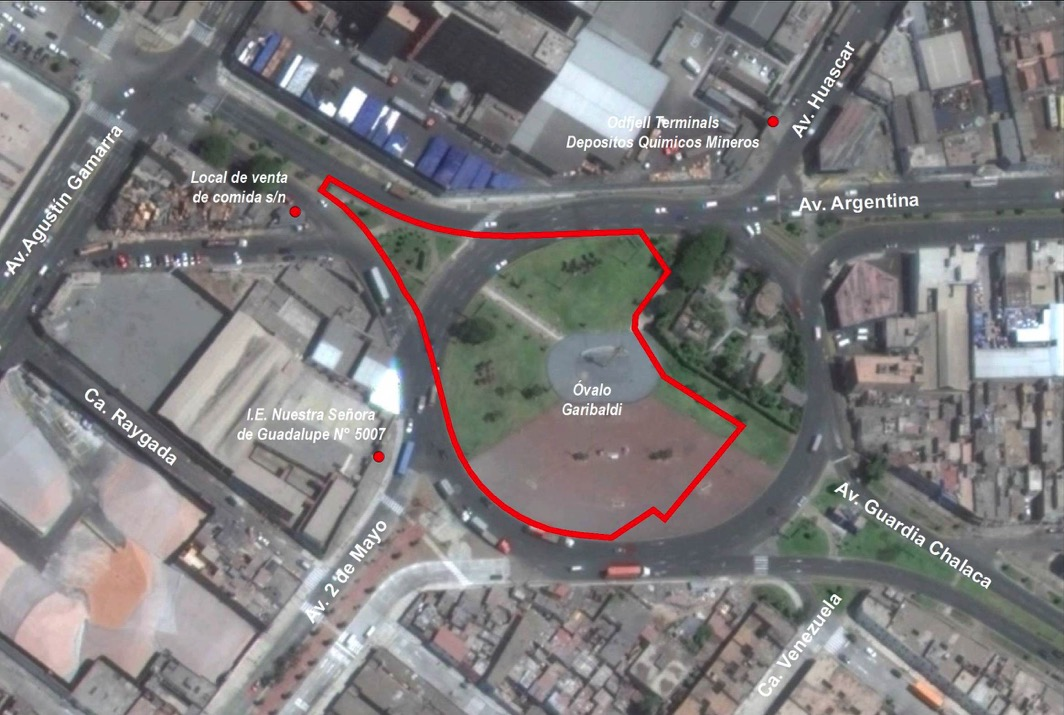 Av. Huascar
Odfjell Terminals
Depositos Quimicos Mineros
Av.Agustin Gamarra
Local de venta
de comida s/n
Av. Argentina
Óvalo
Garibaldi
Ca. Raygada
I.E. Nuestra Señora
de Guadalupe N° 5007
Av. 2 de Mayo
Av. Guardia Chalaca
Ca. Venezuela